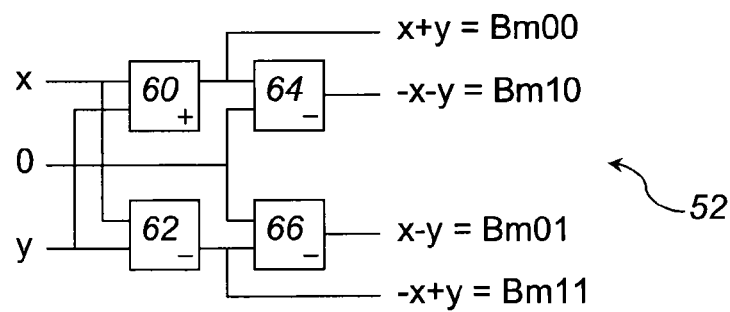 x+y = Bm00
x
60
+
64
−
-x-y = Bm10
0
52
y
62
−
66
−
x-y = Bm01
-x+y = Bm11